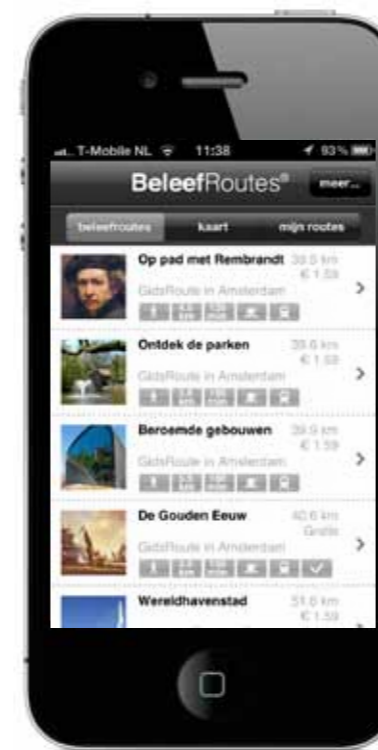 T-Mobile NL 11:38 93%
BeleefRoutes® meer...
beleefroutes kaart mijn routes
Op pad met Rembrandt 39.5 km
€ 1.59
GidsRoute in Amsterdam
Ontdek de parken 39.6 km
€ 1.59
GidsRoute in Amsterdam
Beroemde gebouwen 39.9 km
€ 1.59
GidsRoute in Amsterdam
De Gouden Eeuw 40.6 km
Gratis
GidsRoute in Amsterdam
Wereldhavenstad 51.6 km
€ 1.59